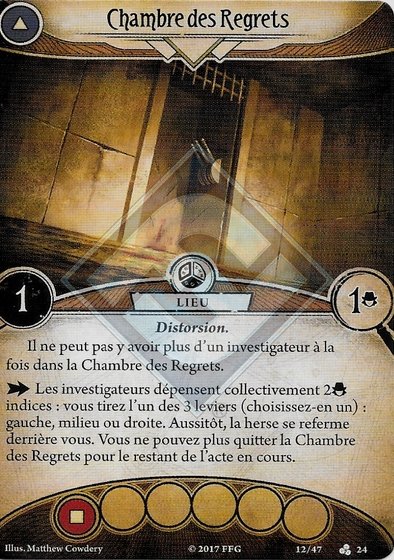 Chambre des Regrets
1
1
LIEU
Distorsion.
Il ne peut pas y avoir plus d'un investigateur à la
fois dans la Chambre des Regrets.
Les investigateurs dépensent collectivement 2
indices : vous tirez l'un des 3 leviers (choisissez-en un) :
gauche, milieu ou droite. Aussitôt, la herse se referme
derrière vous. Vous ne pouvez plus quitter la Chambre
des Regrets pour le restant de l'acte en cours.
Illus. Matthew Cowdery
© 2017 FFG
12/47
24